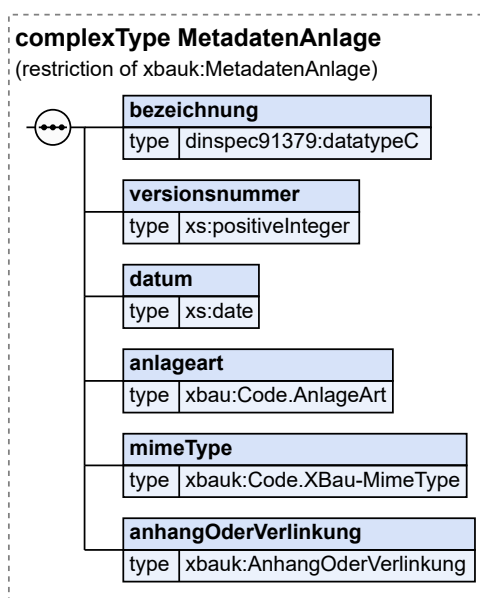 complexType MetadatenAnlage
(restriction of xbauk:MetadatenAnlage)
bezeichnung
type dinspec91379:datatypeC
versionsnummer
type xs:positiveInteger
datum
type xs:date
anlageart
type xbau:Code.AnlageArt
mimeType
type xbauk:Code.XBau-MimeType
anhangOderVerlinkung
type xbauk:AnhangOderVerlinkung